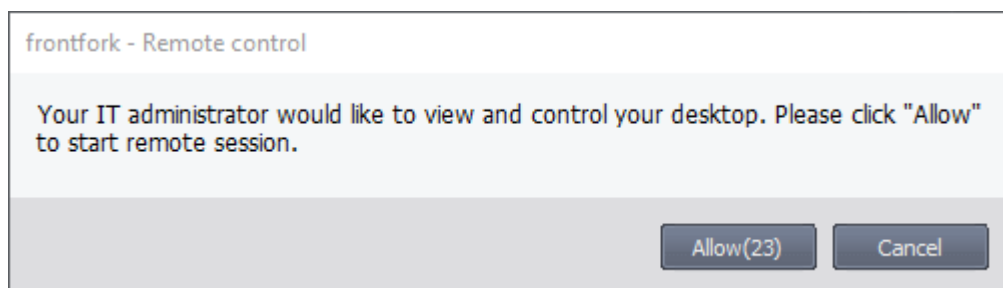 frontfork - Remote control
Your IT administrator would like to view and control your desktop. Please click "Allow"
to start remote session.
Allow(23) Cancel